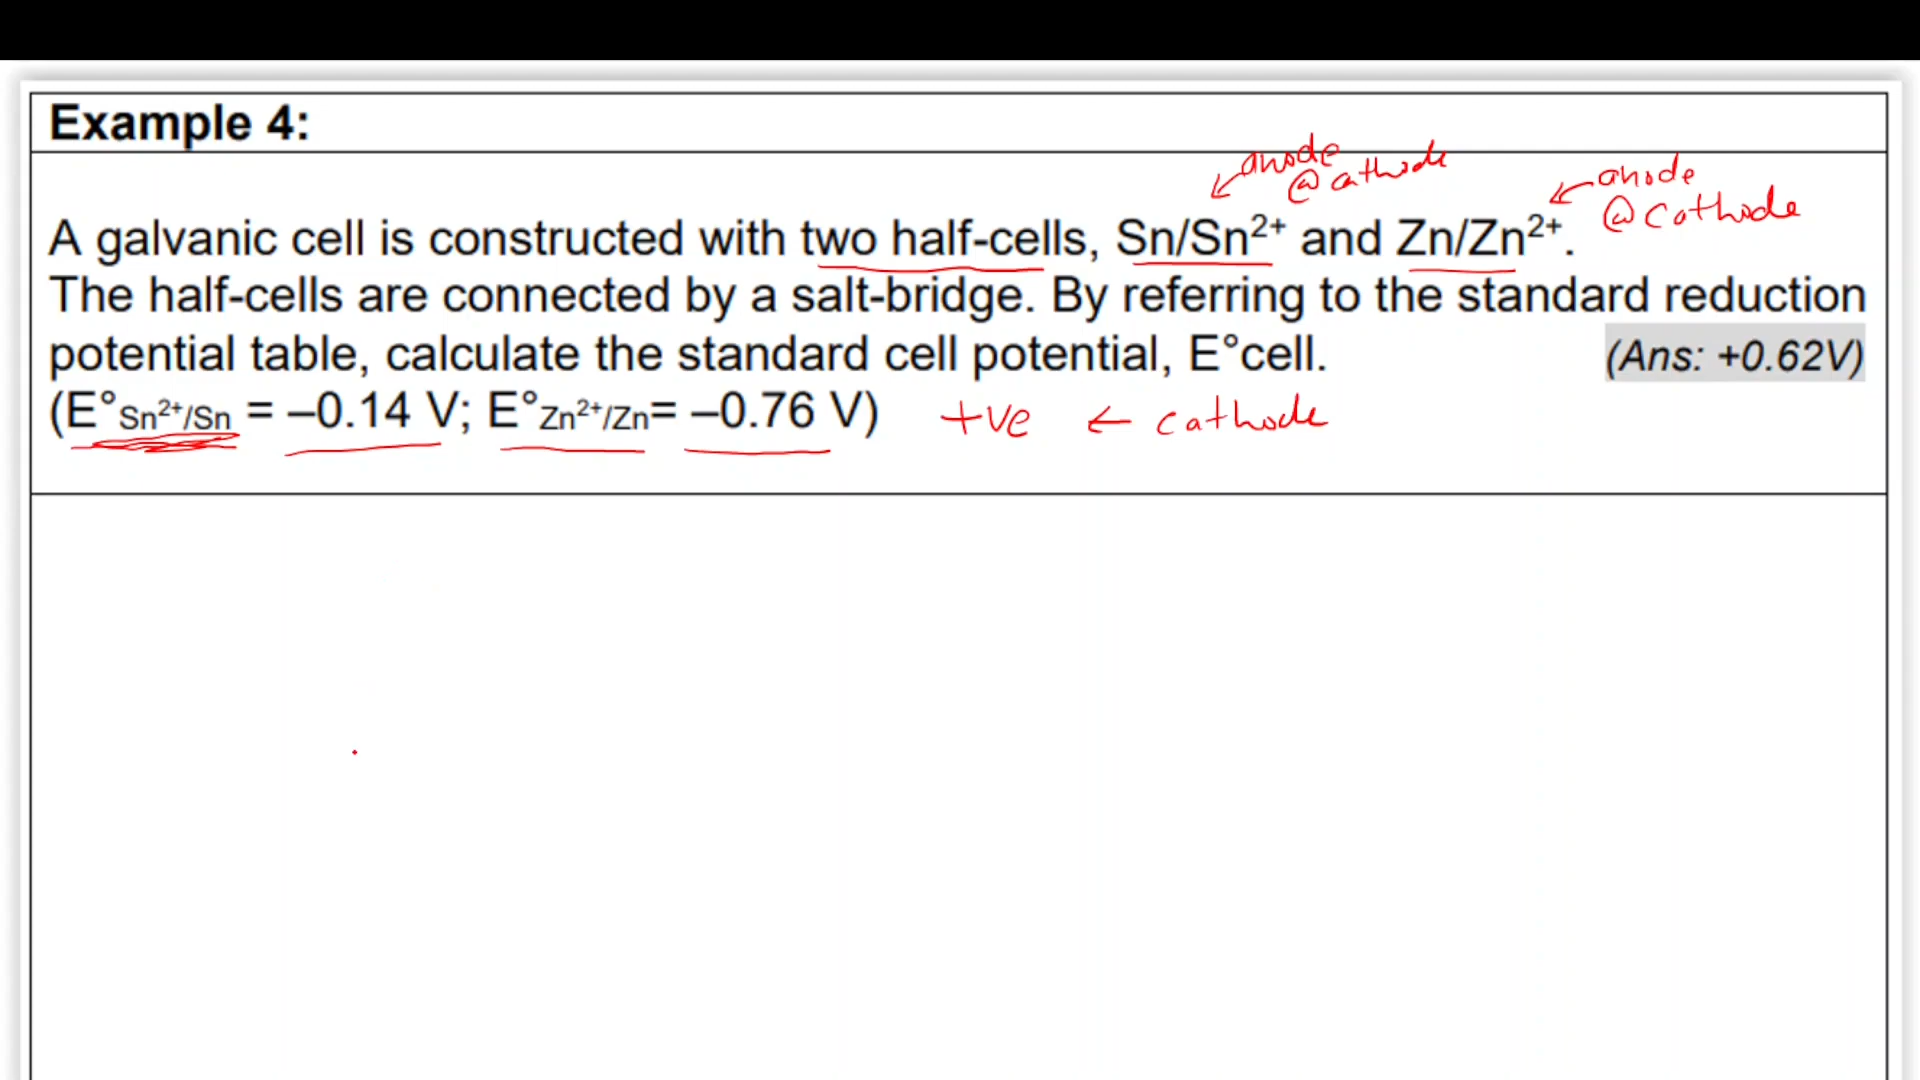 Example 4:
anode
@ cathode
anode
@ cathode
A galvanic cell is constructed with two half-cells, Sn/Sn²⁺ and Zn/Zn²⁺.
The half-cells are connected by a salt-bridge. By referring to the standard reduction
potential table, calculate the standard cell potential, E°cell. (Ans: +0.62V)
(E°Sn²⁺/Sn = –0.14 V; E°Zn²⁺/Zn= –0.76 V) +ve ← cathode